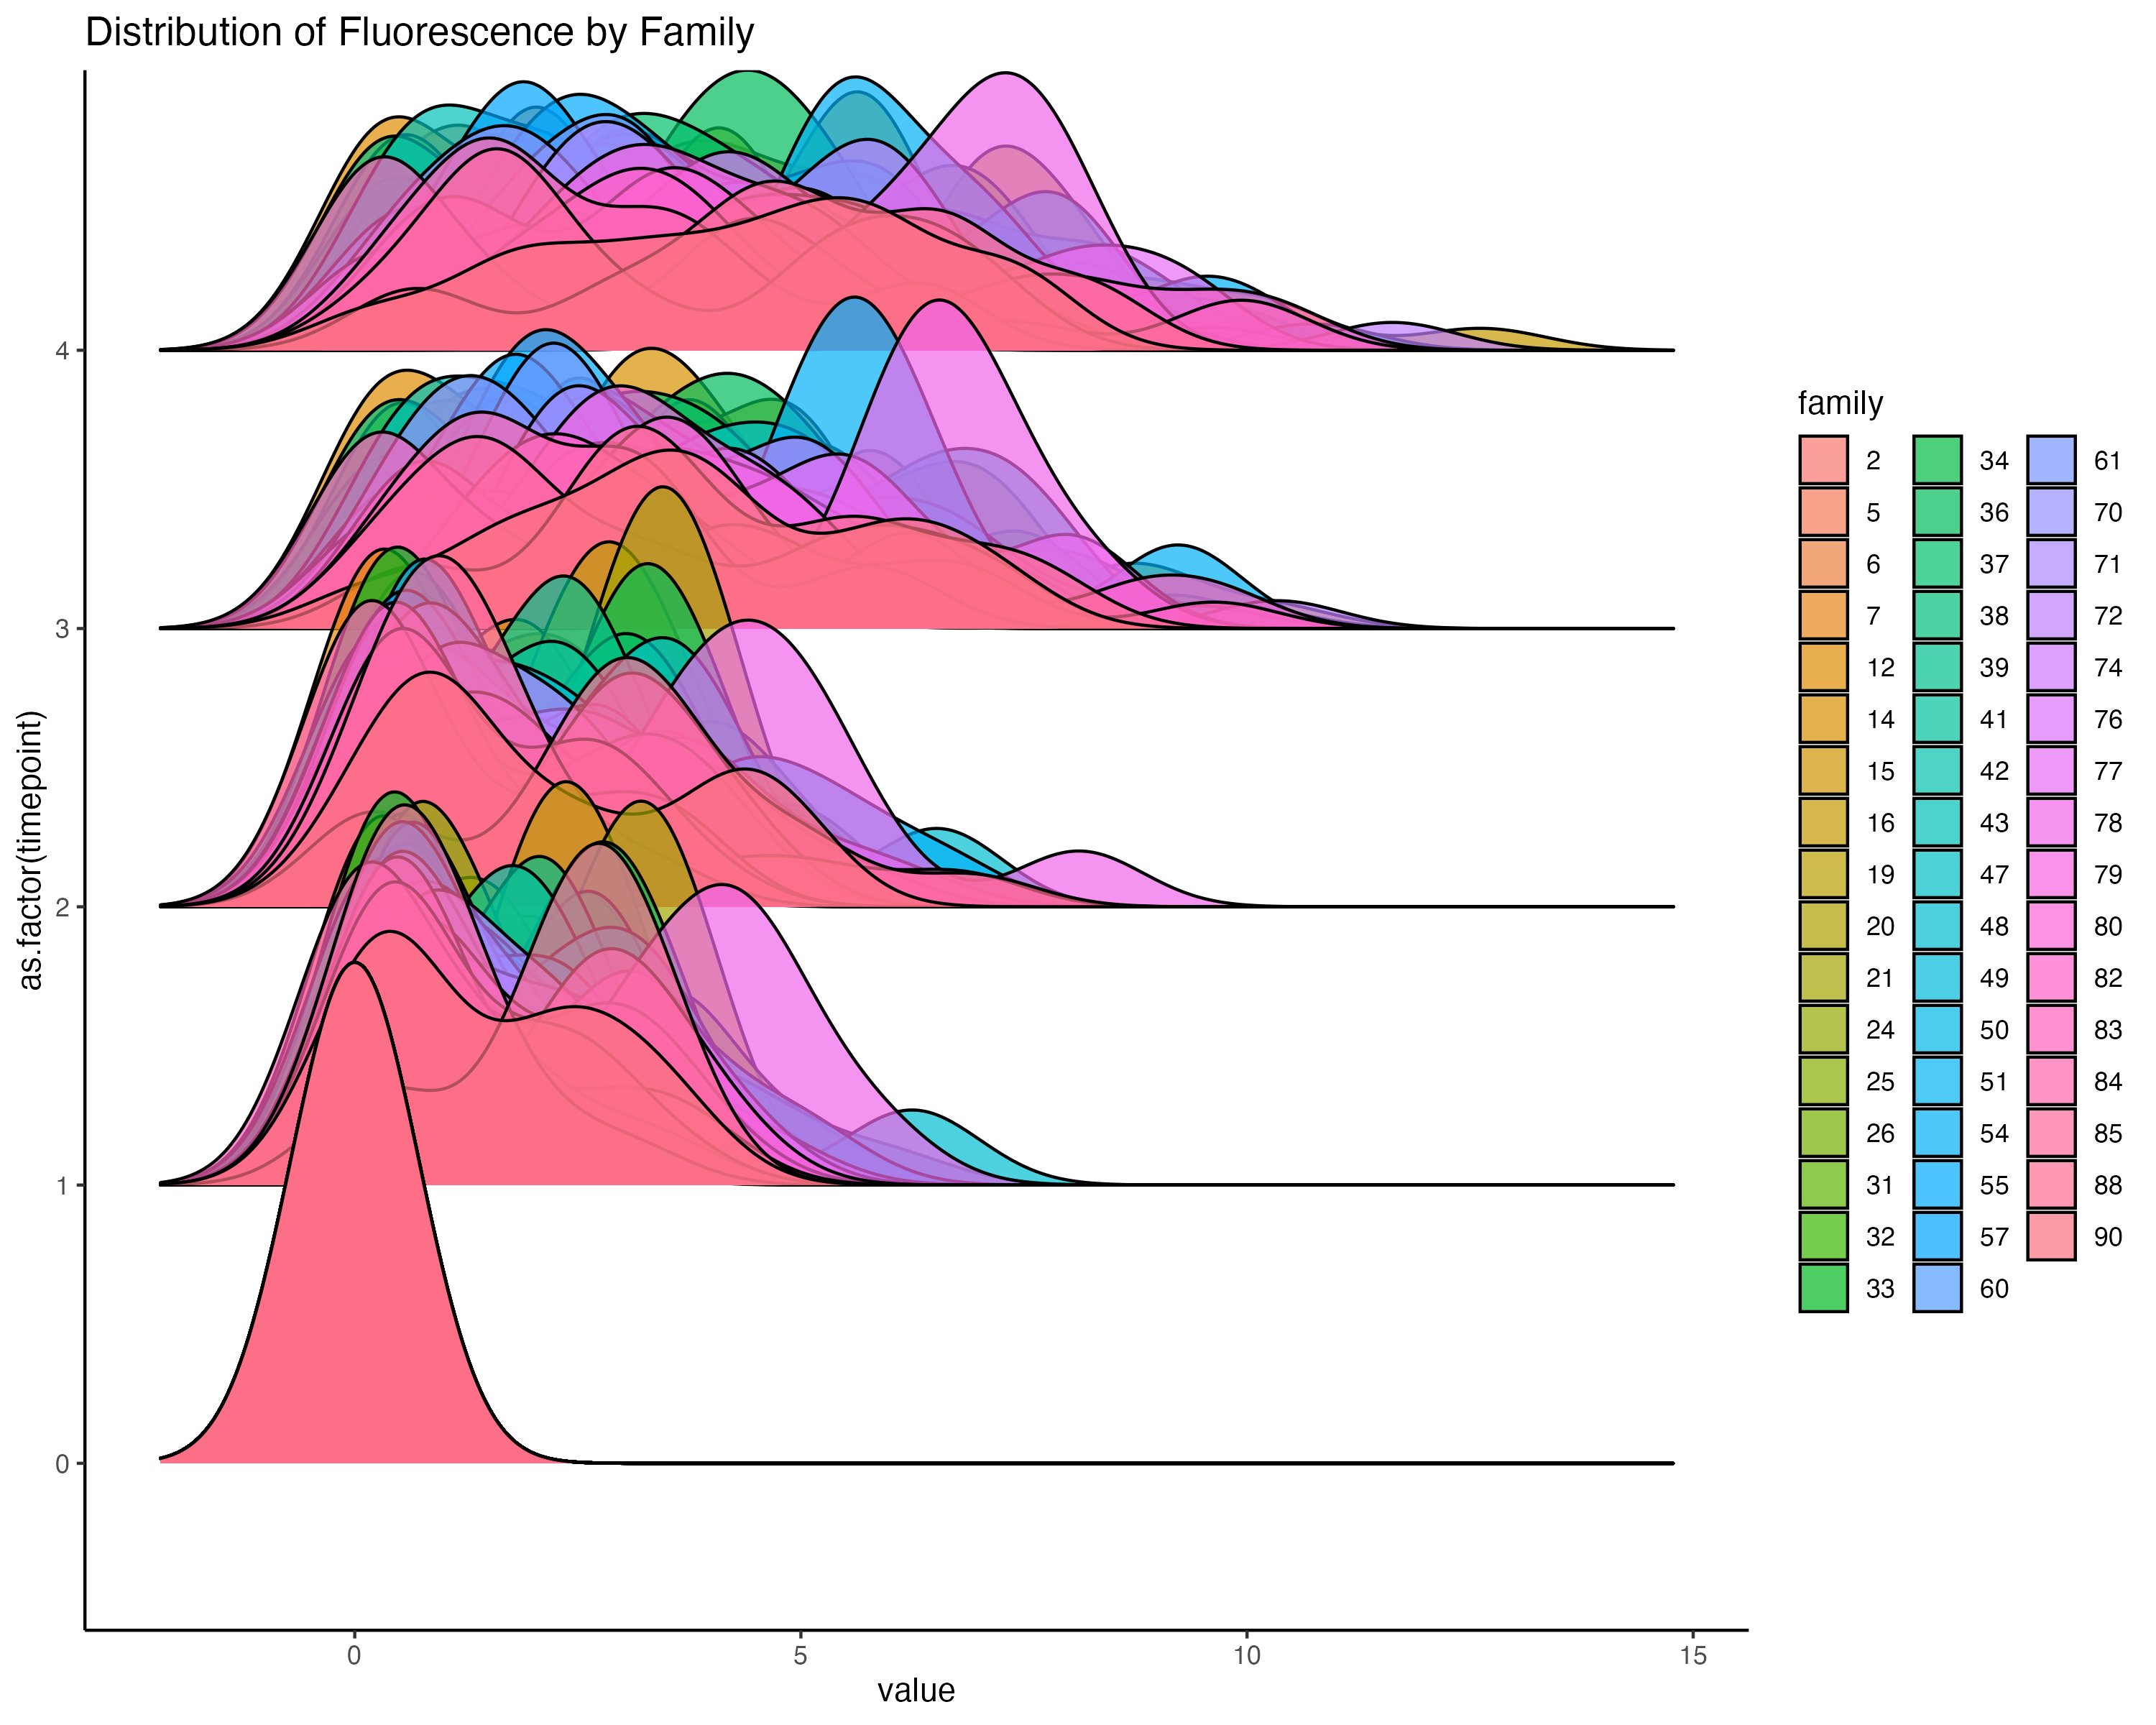 Distribution of Fluorescence by Family
as.factor(timepoint)
4
3
2
1
0
0 5 10 15
value
family
2 34 61
5 36 70
6 37 71
7 38 72
12 39 74
14 41 76
15 42 77
16 43 78
19 47 79
20 48 80
21 49 82
24 50 83
25 51 84
26 54 85
31 55 88
32 57 90
33 60